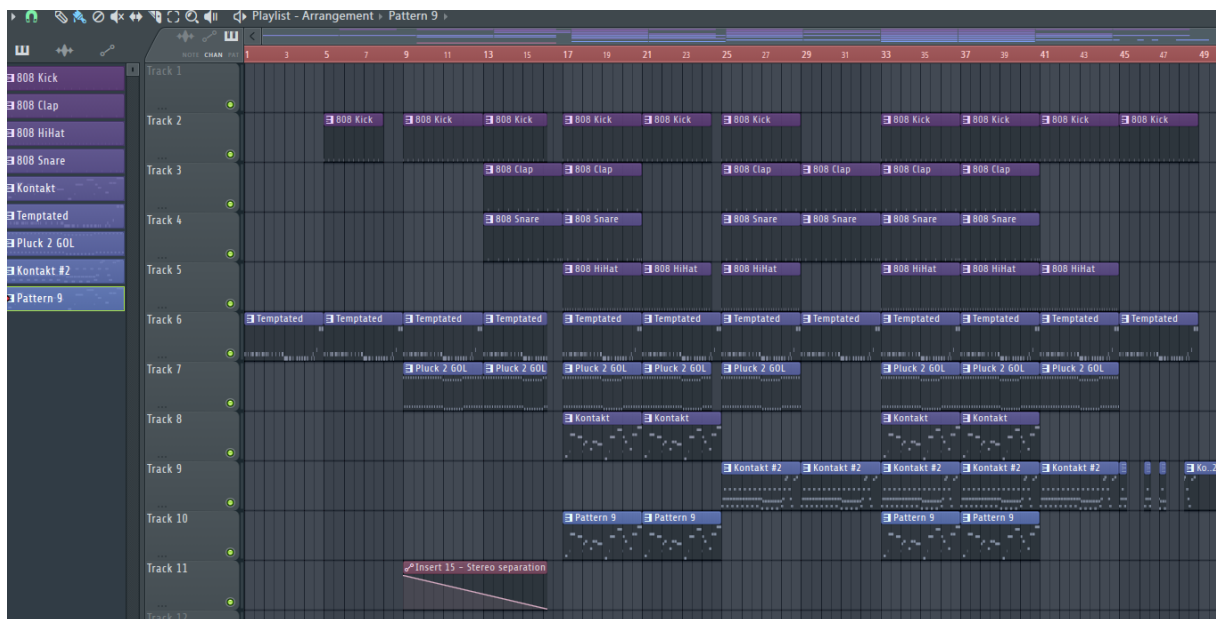 Playlist - Arrangement › Pattern 9 ›
NOTE CHAN PAT
1 3 5 7 9 11 13 15 17 19 21 23 25 27 29 31 33 35 37 39 41 43 45 47 49
808 Kick
808 Clap
808 HiHat
808 Snare
Kontakt
Temptated
Pluck 2 GOL
Kontakt #2
Pattern 9
Track 1
Track 2
808 Kick 808 Kick 808 Kick 808 Kick 808 Kick 808 Kick 808 Kick 808 Kick 808 Kick 808 Kick
Track 3
808 Clap 808 Clap 808 Clap 808 Clap 808 Clap 808 Clap
Track 4
808 Snare 808 Snare 808 Snare 808 Snare 808 Snare 808 Snare
Track 5
808 HiHat 808 HiHat 808 HiHat 808 HiHat 808 HiHat 808 HiHat
Track 6
Temptated Temptated Temptated Temptated Temptated Temptated Temptated Temptated Temptated Temptated Temptated Temptated
Track 7
Pluck 2 GOL Pluck 2 GOL Pluck 2 GOL Pluck 2 GOL Pluck 2 GOL Pluck 2 GOL Pluck 2 GOL Pluck 2 GOL
Track 8
Kontakt Kontakt Kontakt Kontakt
Track 9
Kontakt #2 Kontakt #2 Kontakt #2 Kontakt #2 Kontakt #2 Ko..2
Track 10
Pattern 9 Pattern 9 Pattern 9 Pattern 9
Track 11
Insert 15 - Stereo separation
Track 12